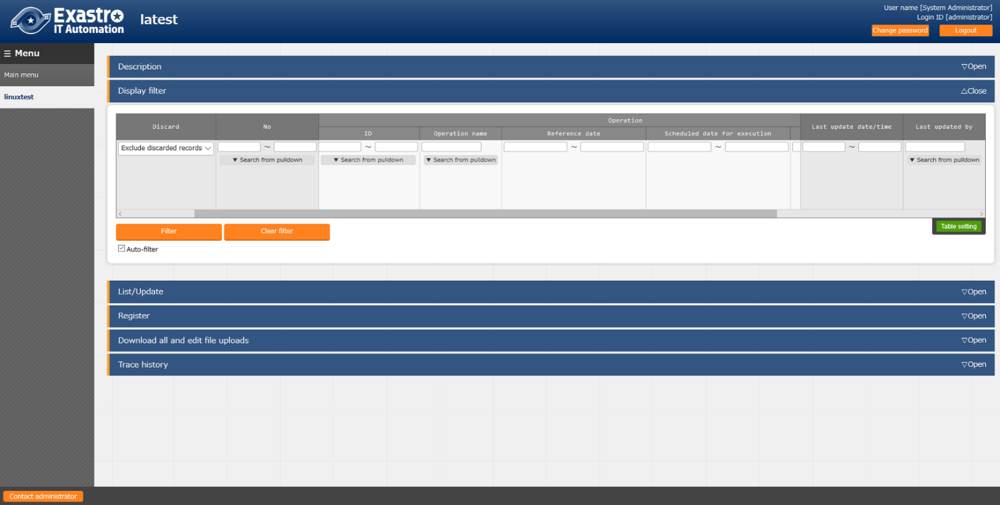 Exastro
IT Automation
latest
User name [System Administrator]
Login ID [administrator]
Change password
Logout
☰ Menu
Main menu
linuxtest
Description
▽Open
Display filter
△Close
Discard
No
Operation
Last update date/time
Last updated by
ID
Operation name
Reference date
Scheduled date for execution
Exclude discarded records
~
~
~
~
~
▼ Search from pulldown
▼ Search from pulldown
▼ Search from pulldown
▼ Search from pulldown
Filter
Clear filter
Table setting
Auto-filter
List/Update
▽Open
Register
▽Open
Download all and edit file uploads
▽Open
Trace history
▽Open
Contact administrator